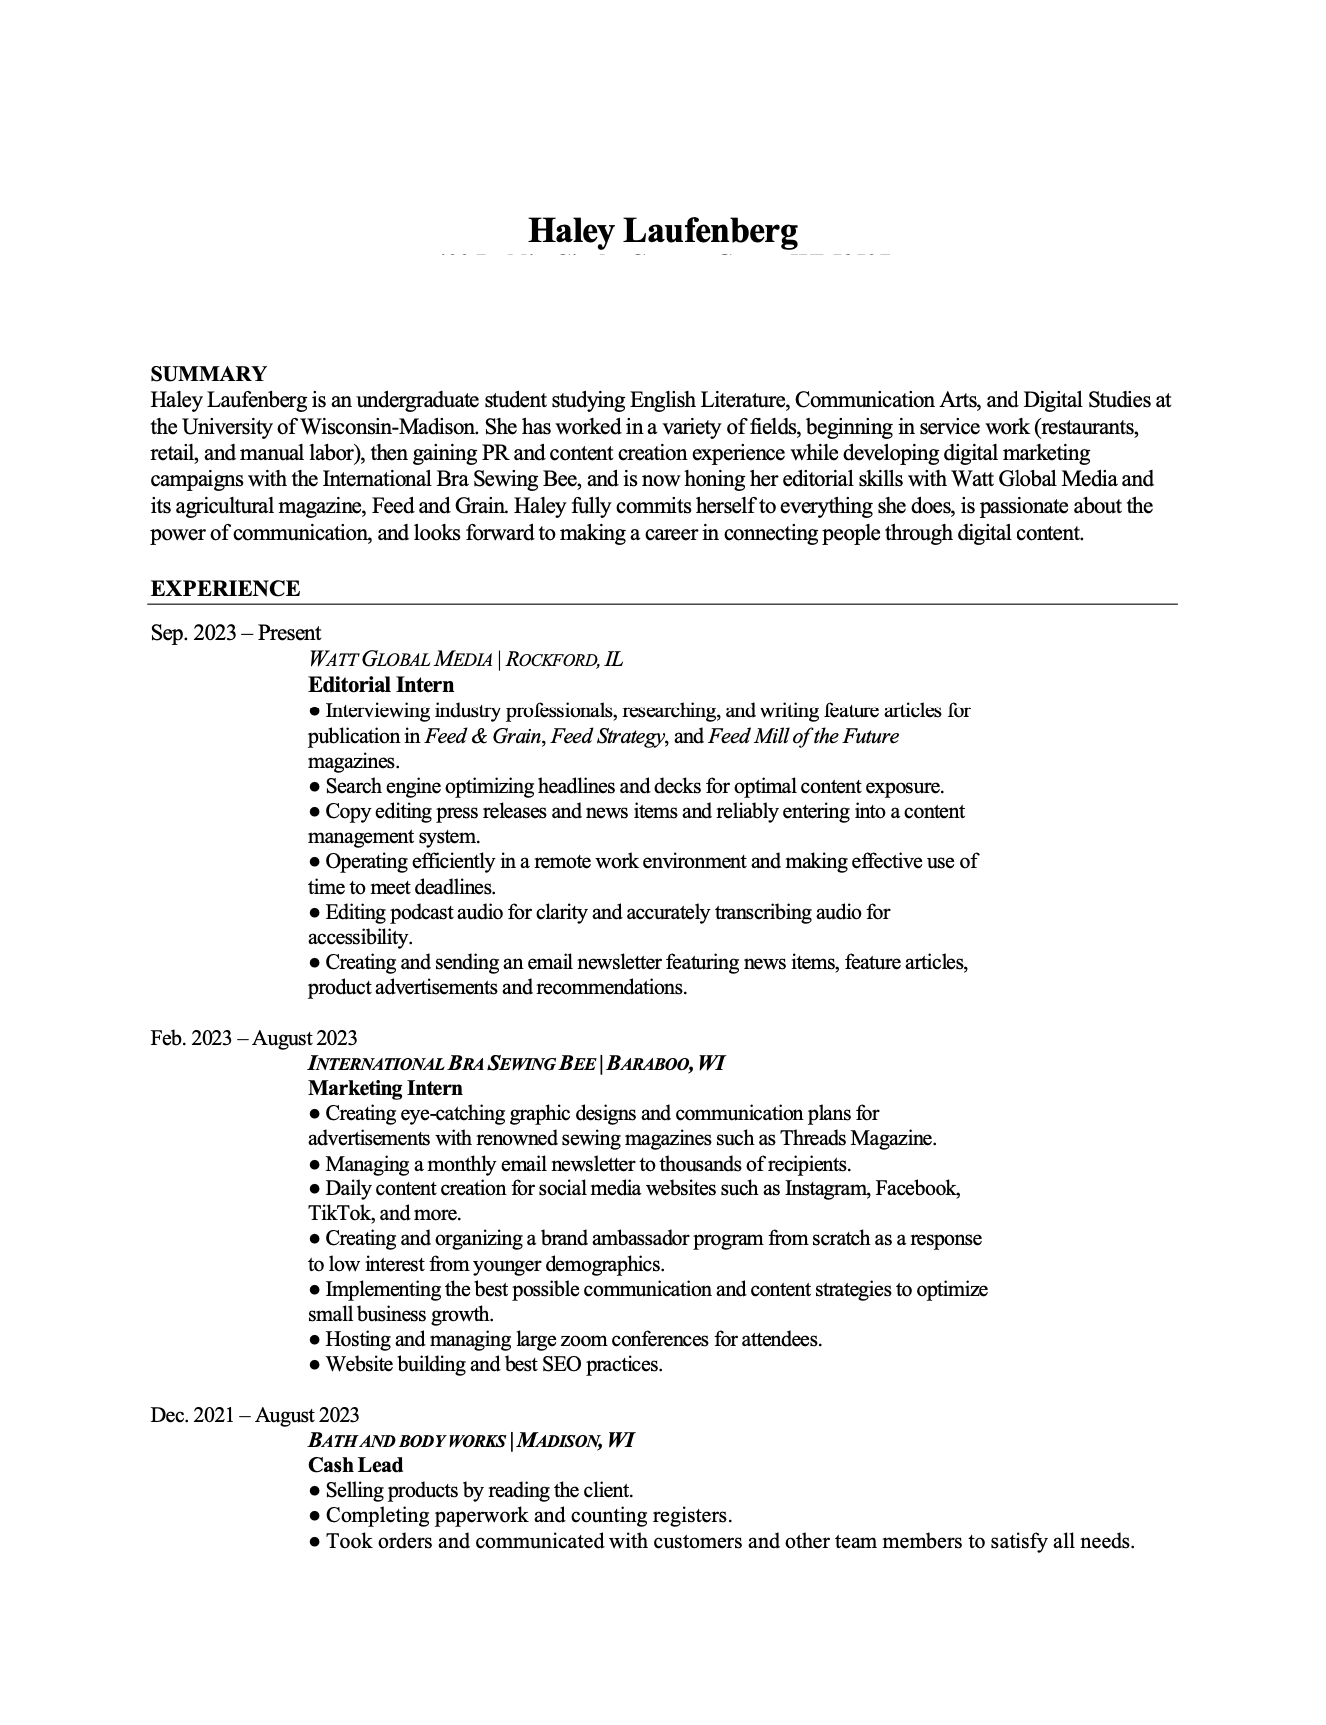 Haley Laufenberg
SUMMARY
Haley Laufenberg is an undergraduate student studying English Literature, Communication Arts, and Digital Studies at
the University of Wisconsin-Madison. She has worked in a variety of fields, beginning in service work (restaurants,
retail, and manual labor), then gaining PR and content creation experience while developing digital marketing
campaigns with the International Bra Sewing Bee, and is now honing her editorial skills with Watt Global Media and
its agricultural magazine, Feed and Grain. Haley fully commits herself to everything she does, is passionate about the
power of communication, and looks forward to making a career in connecting people through digital content.
EXPERIENCE
Sep. 2023 – Present
WATT GLOBAL MEDIA | ROCKFORD, IL
Editorial Intern
● Interviewing industry professionals, researching, and writing feature articles for
publication in Feed & Grain, Feed Strategy, and Feed Mill of the Future
magazines.
● Search engine optimizing headlines and decks for optimal content exposure.
● Copy editing press releases and news items and reliably entering into a content
management system.
● Operating efficiently in a remote work environment and making effective use of
time to meet deadlines.
● Editing podcast audio for clarity and accurately transcribing audio for
accessibility.
● Creating and sending an email newsletter featuring news items, feature articles,
product advertisements and recommendations.
Feb. 2023 – August 2023
INTERNATIONAL BRA SEWING BEE | BARABOO, WI
Marketing Intern
● Creating eye-catching graphic designs and communication plans for
advertisements with renowned sewing magazines such as Threads Magazine.
● Managing a monthly email newsletter to thousands of recipients.
● Daily content creation for social media websites such as Instagram, Facebook,
TikTok, and more.
● Creating and organizing a brand ambassador program from scratch as a response
to low interest from younger demographics.
● Implementing the best possible communication and content strategies to optimize
small business growth.
● Hosting and managing large zoom conferences for attendees.
● Website building and best SEO practices.
Dec. 2021 – August 2023
BATH AND BODY WORKS | MADISON, WI
Cash Lead
● Selling products by reading the client.
● Completing paperwork and counting registers.
● Took orders and communicated with customers and other team members to satisfy all needs.